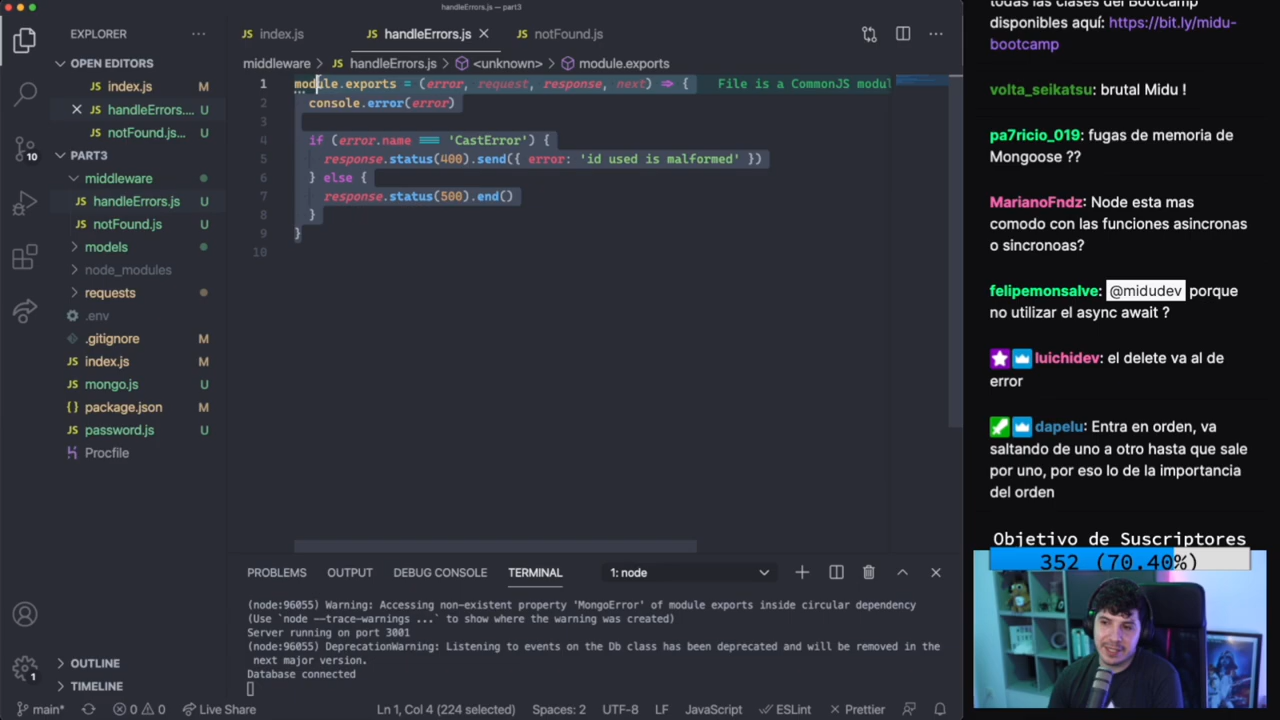 handleErrors.js — part3
EXPLORER
OPEN EDITORS
index.js M
handleErrors.... U
notFound.js... U
PART3
middleware
handleErrors.js U
notFound.js U
models
node_modules
requests
.env
.gitignore M
index.js M
mongo.js U
package.json M
password.js U
Procfile
OUTLINE
TIMELINE
10
1
index.js
handleErrors.js
notFound.js
middleware > handleErrors.js > <unknown> > module.exports
1 module.exports = (error, request, response, next) => { File is a CommonJS modul
2 console.error(error)
3
4 if (error.name === 'CastError') {
5 response.status(400).send({ error: 'id used is malformed' })
6 } else {
7 response.status(500).end()
8 }
9 }
10
PROBLEMS OUTPUT DEBUG CONSOLE TERMINAL 1: node
(node:96055) Warning: Accessing non-existent property 'MongoError' of module exports inside circular dependency
(Use `node --trace-warnings ...` to show where the warning was created)
Server running on port 3001
(node:96055) DeprecationWarning: Listening to events on the Db class has been deprecated and will be removed in the
next major version.
Database connected
main* 0 0 Live Share Ln 1, Col 4 (224 selected) Spaces: 2 UTF-8 LF JavaScript ESLint Prettier
todas las clases del Bootcamp
disponibles aquí: https://bit.ly/midu-
bootcamp
volta_seikatsu: brutal Midu !
pa7ricio_019: fugas de memoria de
Mongoose ??
MarianoFndz: Node esta mas
comodo con las funciones asincronas
o sincronoas?
felipemonsalve: @midudev porque
no utilizar el async await ?
luichidev: el delete va al de
error
dapelu: Entra en orden, va
saltando de uno a otro hasta que sale
por uno, por eso lo de la importancia
del orden
Objetivo de Suscriptores
352 (70.40%)